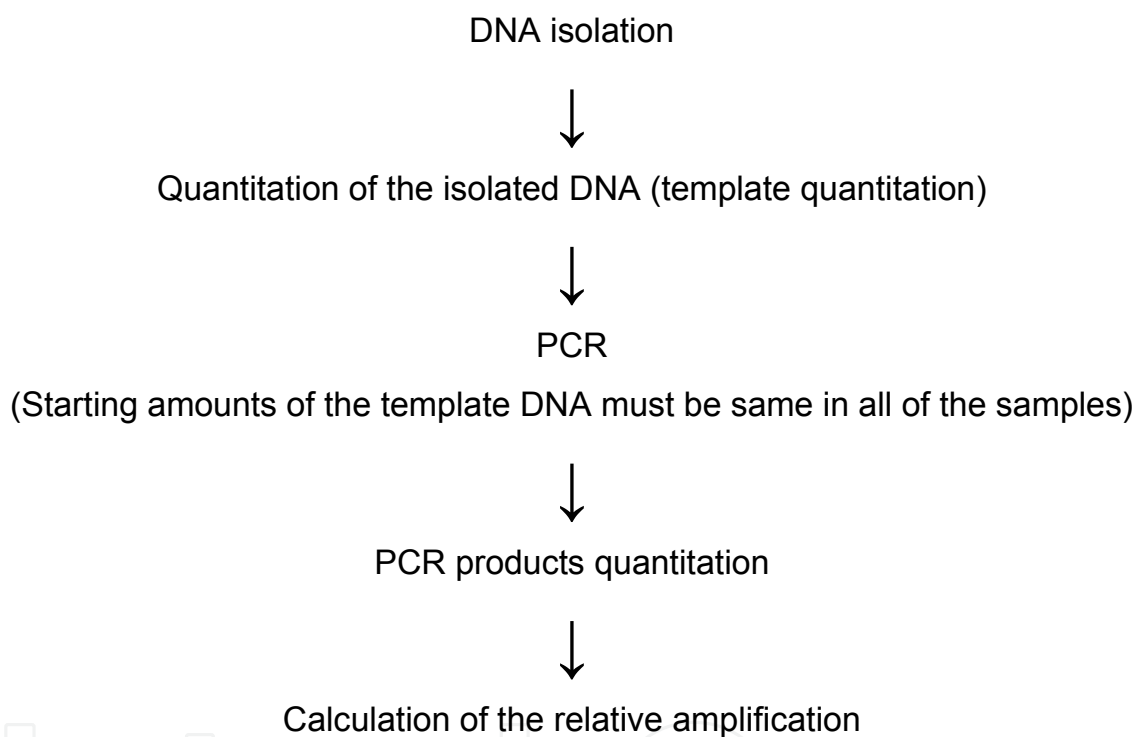 DNA isolation
Quantitation of the isolated DNA (template quantitation)
PCR
(Starting amounts of the template DNA must be same in all of the samples)
PCR products quantitation
Calculation of the relative amplification